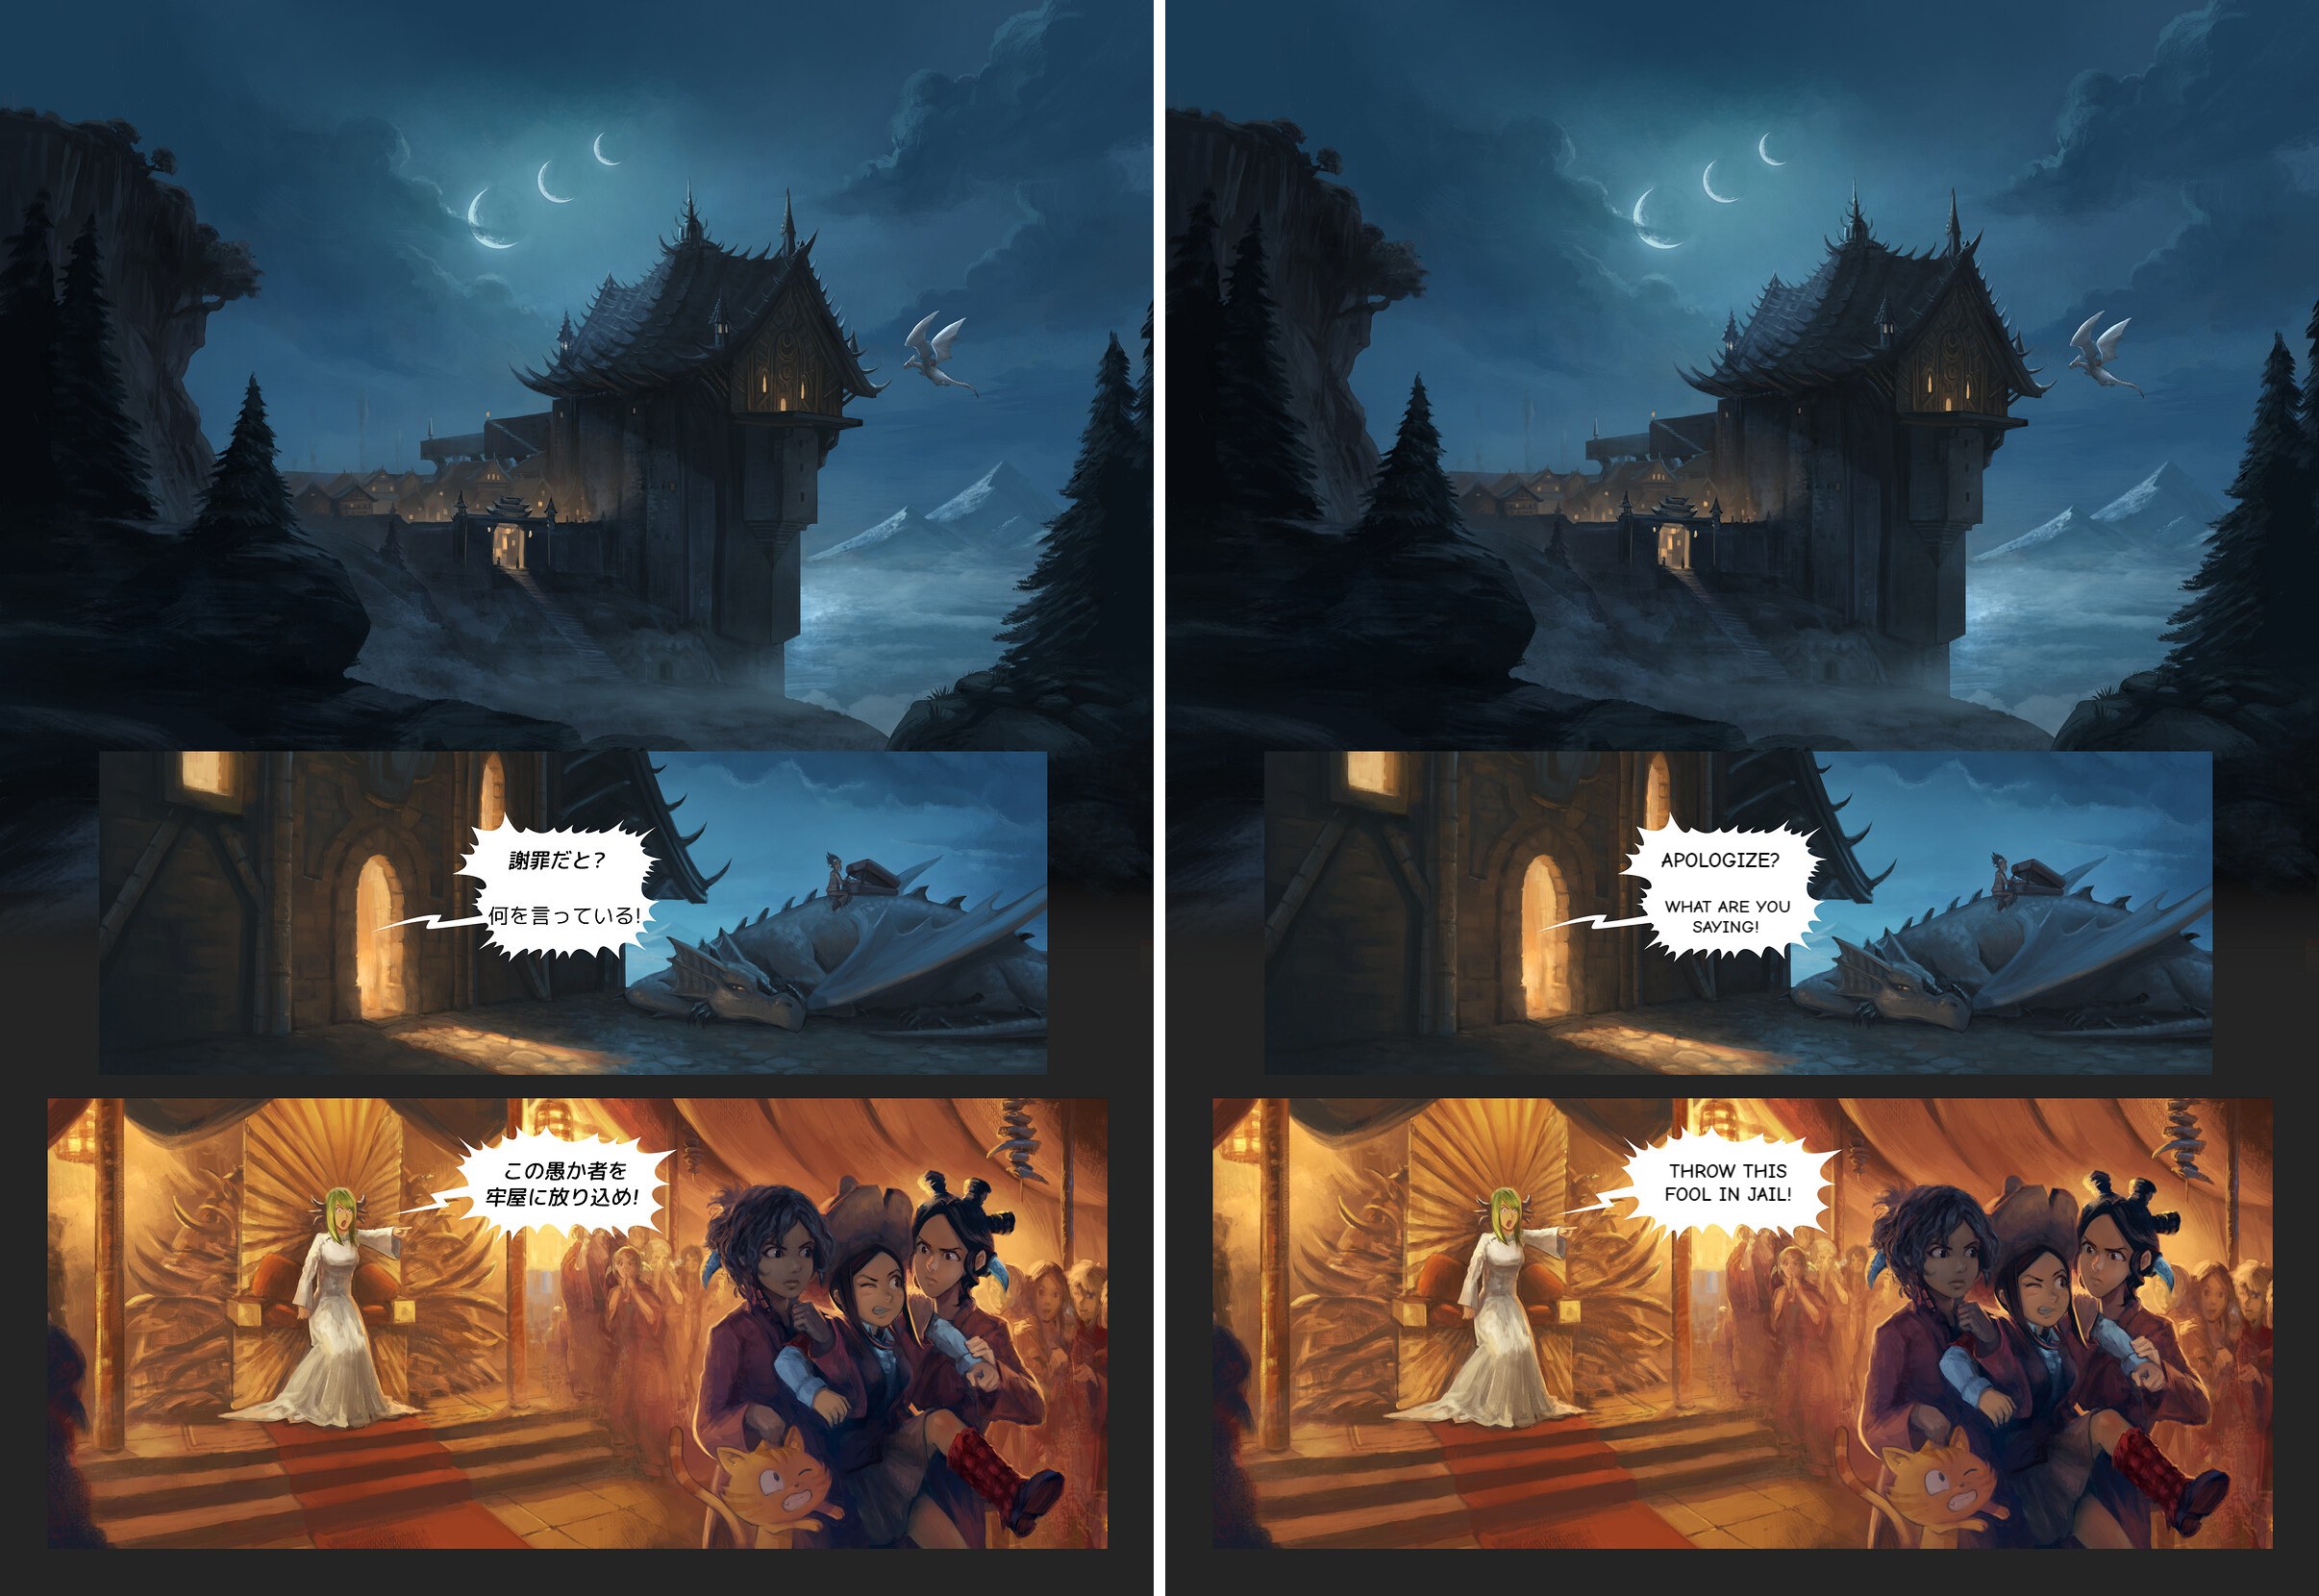 謝罪だと?
何を言っている!
この愚か者を
牢屋に放り込め!
APOLOGIZE?
WHAT ARE YOU
SAYING!
THROW THIS
FOOL IN JAIL!